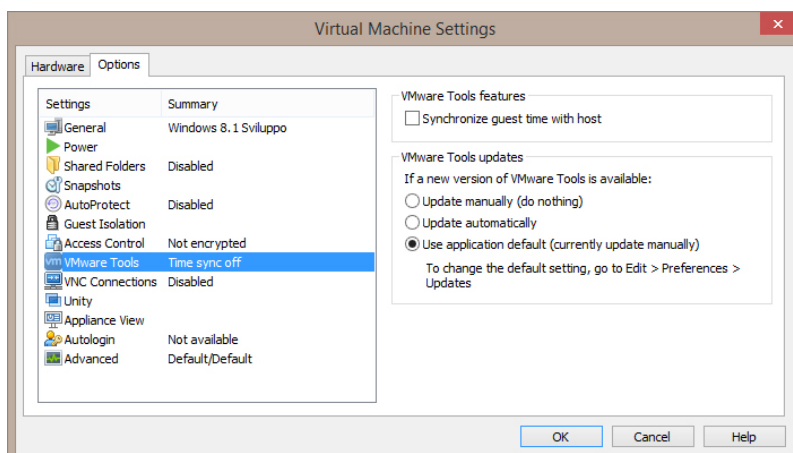 Virtual Machine Settings
Hardware
Options
Settings Summary
General Windows 8.1 Sviluppo
Power
Shared Folders Disabled
Snapshots
AutoProtect Disabled
Guest Isolation
Access Control Not encrypted
vm VMware Tools Time sync off
VNC Connections Disabled
Unity
Appliance View
Autologin Not available
Advanced Default/Default
VMware Tools features
Synchronize guest time with host
VMware Tools updates
If a new version of VMware Tools is available:
Update manually (do nothing)
Update automatically
Use application default (currently update manually)
To change the default setting, go to Edit > Preferences >
Updates
OK Cancel Help